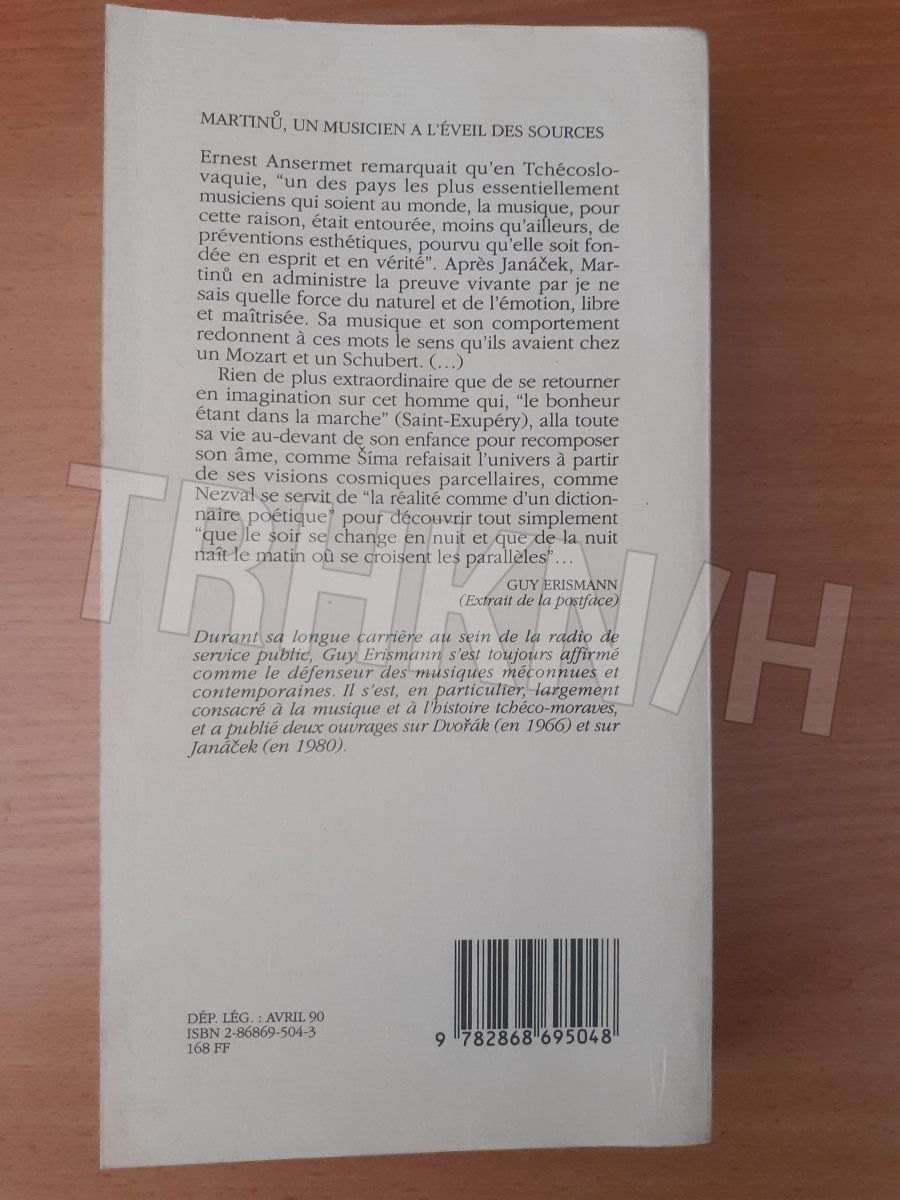 MARTINŮ, UN MUSICIEN A L'ÉVEIL DES SOURCES
Ernest Ansermet remarquait qu'en Tchécoslo-
vaquie, “un des pays les plus essentiellement
musiciens qui soient au monde, la musique, pour
cette raison, était entourée, moins qu'ailleurs, de
préventions esthétiques, pourvu qu'elle soit fon-
dée en esprit et en vérité”. Après Janáček, Mar-
tinů en administre la preuve vivante par je ne
sais quelle force du naturel et de l'émotion, libre
et maîtrisée. Sa musique et son comportement
redonnent à ces mots le sens qu'ils avaient chez
un Mozart et un Schubert. (…)
Rien de plus extraordinaire que de se retourner
en imagination sur cet homme qui, “le bonheur
étant dans la marche” (Saint-Exupéry), alla toute
sa vie au-devant de son enfance pour recomposer
son âme, comme Šíma refaisait l'univers à partir
de ses visions cosmiques parcellaires, comme
Nezval se servit de “la réalité comme d'un diction-
naire poétique” pour découvrir tout simplement
“que le soir se change en nuit et que de la nuit
naît le matin où se croisent les parallèles”…
GUY ERISMANN
(Extrait de la postface)
Durant sa longue carrière au sein de la radio de
service public, Guy Erismann s'est toujours affirmé
comme le défenseur des musiques méconnues et
contemporaines. Il s'est, en particulier, largement
consacré à la musique et à l'histoire tchéco-moraves,
et a publié deux ouvrages sur Dvořák (en 1966) et sur
Janáček (en 1980).
DÉP. LÉG. : AVRIL 90
ISBN 2-86869-504-3
168 FF
9 782868 695048
TRHKNIH